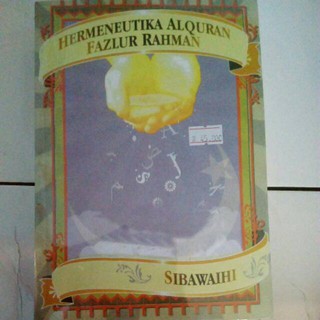 HERMENEUTIKA ALQURAN
FAZLUR RAHMAN
SIBAWAIHI